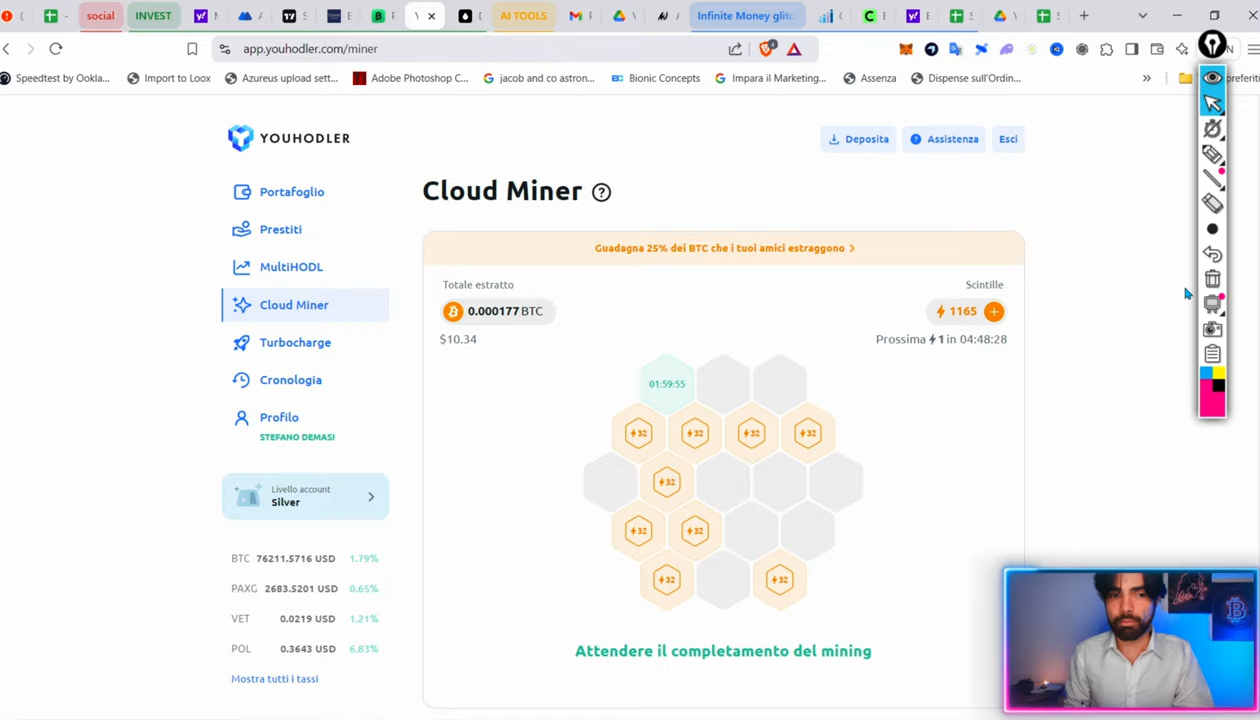 social
INVEST
AI TOOLS
Infinite Money glitc
app.youhodler.com/miner
Speedtest by Ookla...
Import to Loox
Azureus upload sett...
Adobe Photoshop C...
jacob and co astron...
Bionic Concepts
Impara il Marketing...
Assenza
Dispense sull'Ordin...
»
preferiti
YOUHODLER
Deposita
Assistenza
Esci
Portafoglio
Prestiti
MultiHODL
Cloud Miner
Turbocharge
Cronologia
Profilo
STEFANO DEMASI
Livello account
Silver
BTC 76211.5716 USD 1.79%
PAXG 2683.5201 USD 0.65%
VET 0.0219 USD 1.21%
POL 0.3643 USD 6.83%
Mostra tutti i tassi
Cloud Miner ?
Guadagna 25% dei BTC che i tuoi amici estraggono >
Totale estratto
Scintille
0.000177 BTC
1165 +
$10.34
Prossima 1 in 04:48:28
01:59:55
32 32 32 32
32
32 32
32 32
Attendere il completamento del mining